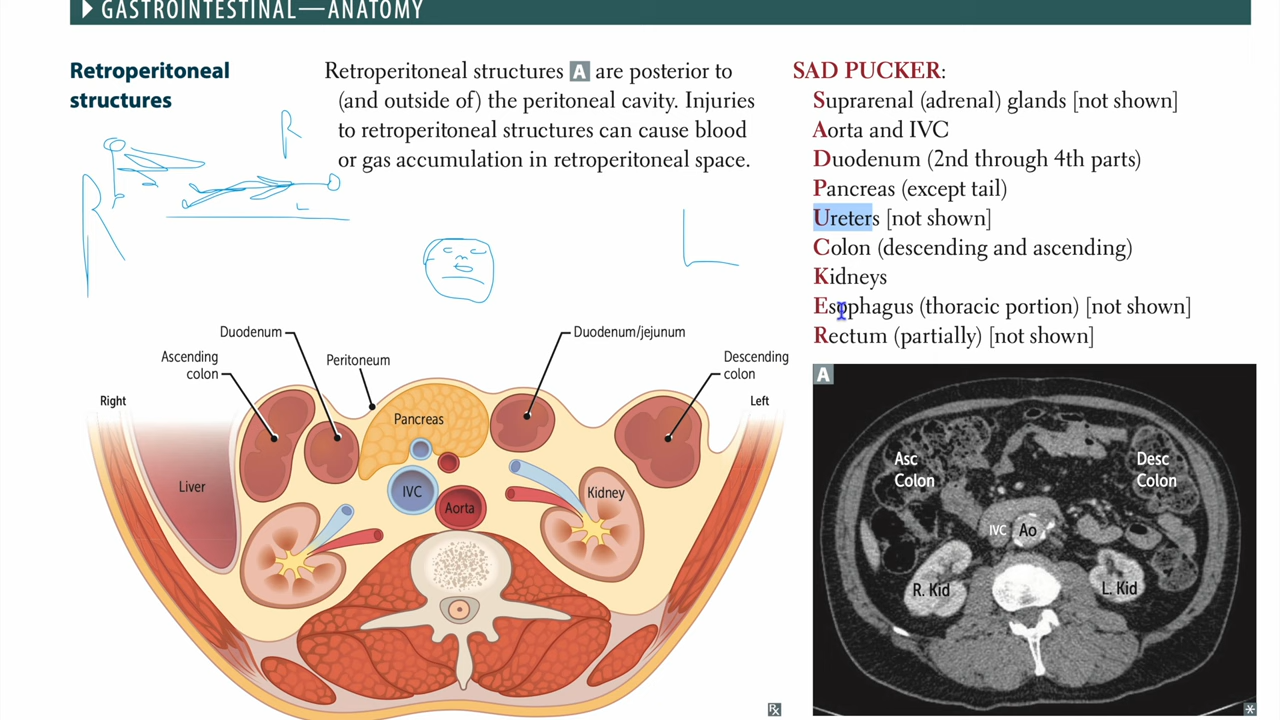 GASTROINTESTINAL—ANATOMY
Retroperitoneal
structures
Retroperitoneal structures A are posterior to
(and outside of) the peritoneal cavity. Injuries
to retroperitoneal structures can cause blood
or gas accumulation in retroperitoneal space.
SAD PUCKER:
Suprarenal (adrenal) glands [not shown]
Aorta and IVC
Duodenum (2nd through 4th parts)
Pancreas (except tail)
Ureters [not shown]
Colon (descending and ascending)
Kidneys
Esophagus (thoracic portion) [not shown]
Rectum (partially) [not shown]
R
R
L
L
Duodenum
Ascending
colon
Peritoneum
Duodenum/jejunum
Descending
colon
Right
Left
Pancreas
Liver
IVC
Aorta
Kidney
Rx
A
Asc
Colon
Desc
Colon
IVC
Ao
R. Kid
L. Kid
*